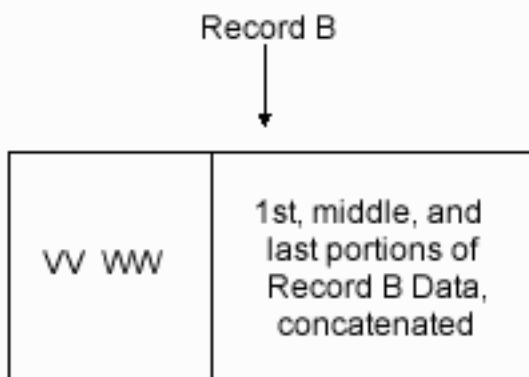 Record B
VV WW
1st, middle, and
last portions of
Record B Data,
concatenated